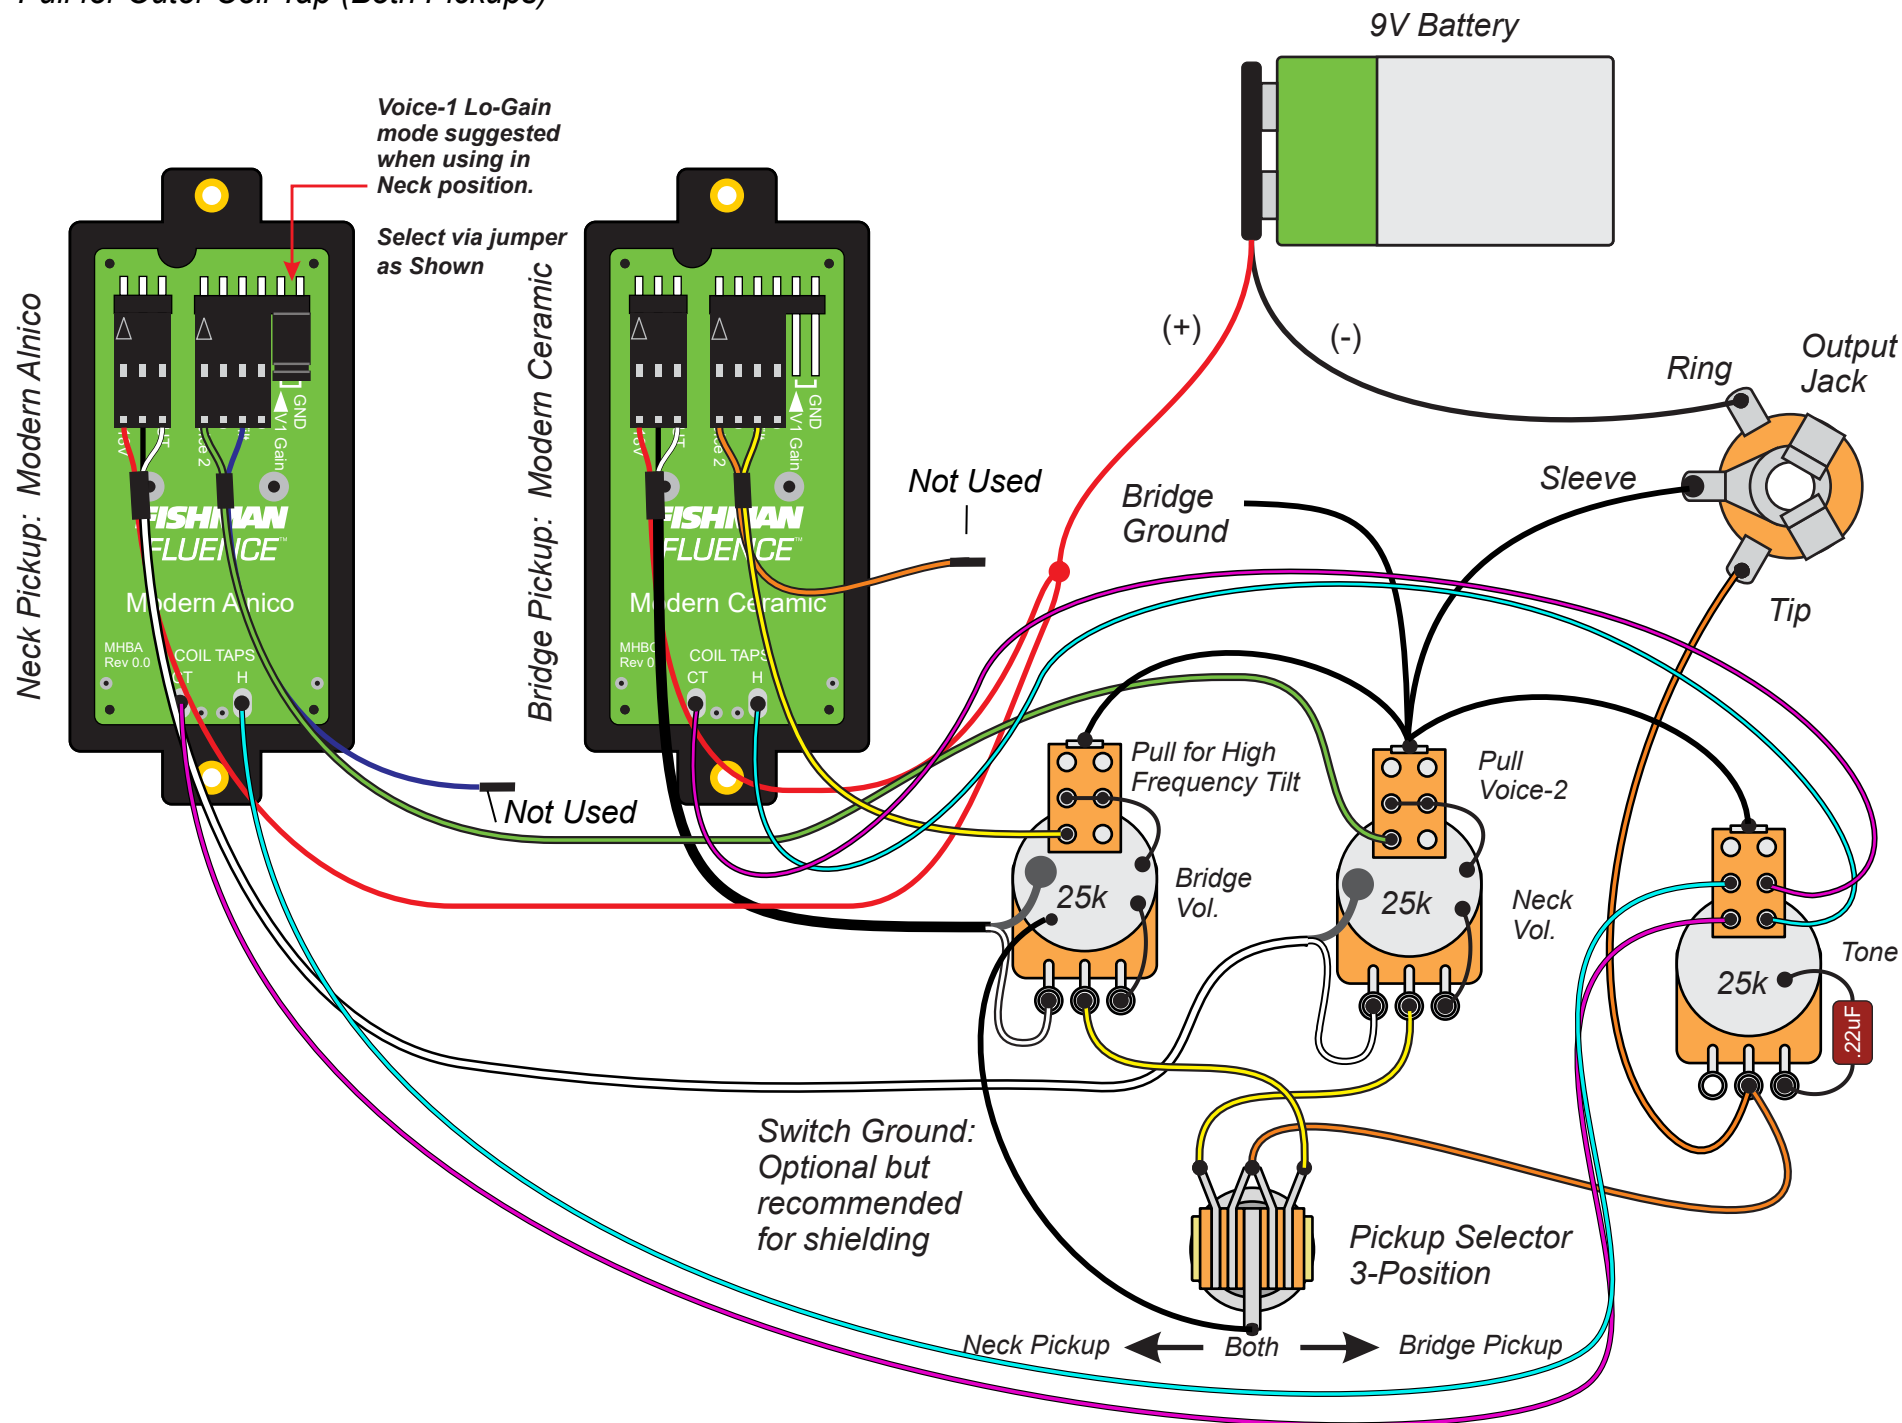 Pull for Outer Coil Tap (Both Pickups)
9V Battery
Voice-1 Lo-Gain
mode suggested
when using in
Neck position.
Select via jumper
as Shown
Neck Pickup: Modern Alnico
Bridge Pickup: Modern Ceramic
GND
V1 Gain
GND
V1 Gain
FISHMAN
FLUENCE™
Modern Alnico
MHBA
Rev 0.0
COIL TAPS
CT
H
FISHMAN
FLUENCE™
Modern Ceramic
COIL TAPS
CT
H
(+)
(-)
Ring
Output
Jack
Sleeve
Tip
Bridge
Ground
Not Used
Not Used
Pull for High
Frequency Tilt
Pull
Voice-2
25k
Bridge
Vol.
25k
Neck
Vol.
Tone
25k
.22uF
Switch Ground:
Optional but
recommended
for shielding
Pickup Selector
3-Position
Neck Pickup
Both
Bridge Pickup